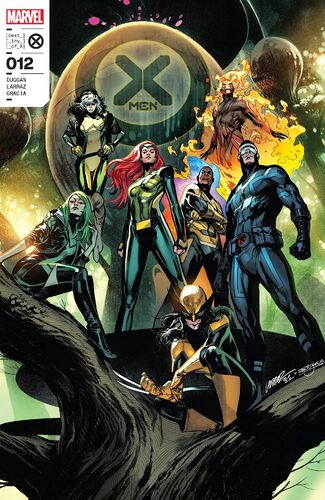 MARVEL
[dest_]
[_iny_]
[_of_X]
012
DUGGAN
LARRAZ
GRACIA
X
MEN